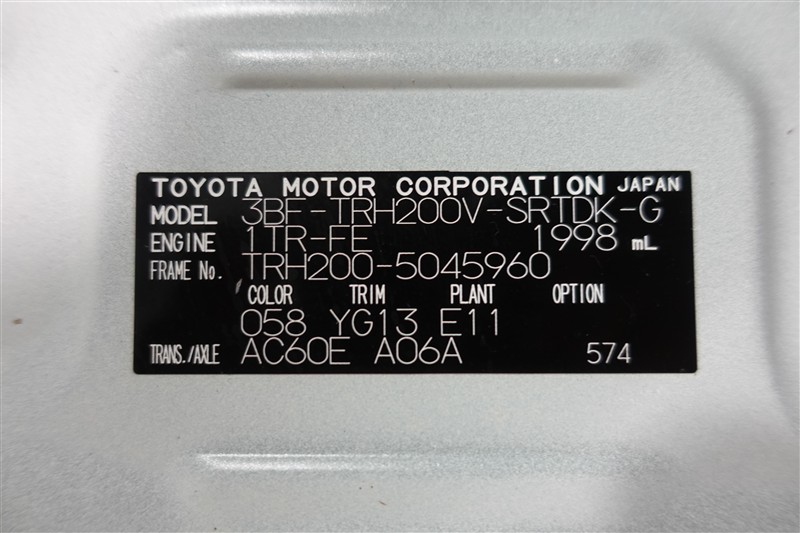 TOYOTA MOTOR CORPORATION JAPAN
MODEL 3BF-TRH200V-SRTDK-G
ENGINE 1TR-FE 1998 mL
FRAME No. TRH200-5045960
COLOR TRIM PLANT OPTION
058 YG13 E11
TRANS./AXLE AC60E A06A 574